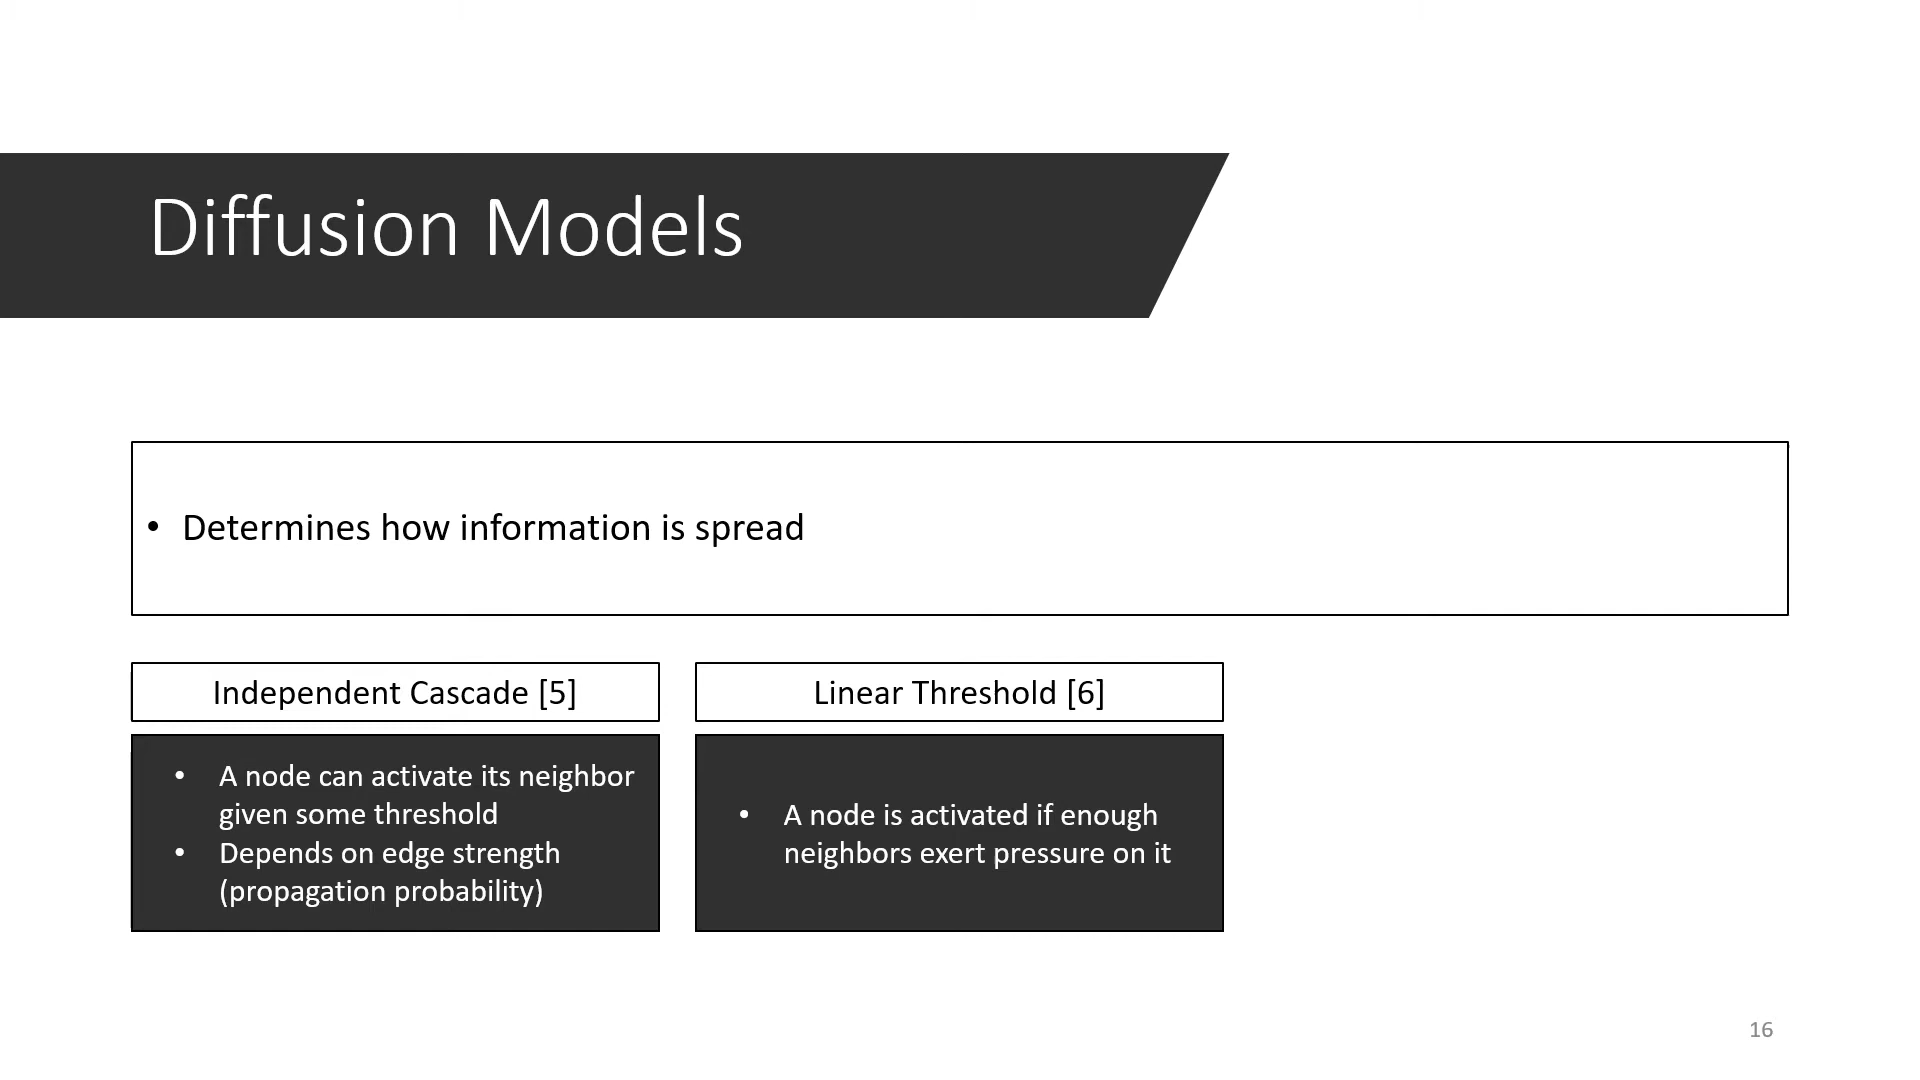 Diffusion Models
• Determines how information is spread
Independent Cascade [5]
• A node can activate its neighbor
given some threshold
• Depends on edge strength
(propagation probability)
Linear Threshold [6]
• A node is activated if enough
neighbors exert pressure on it
16